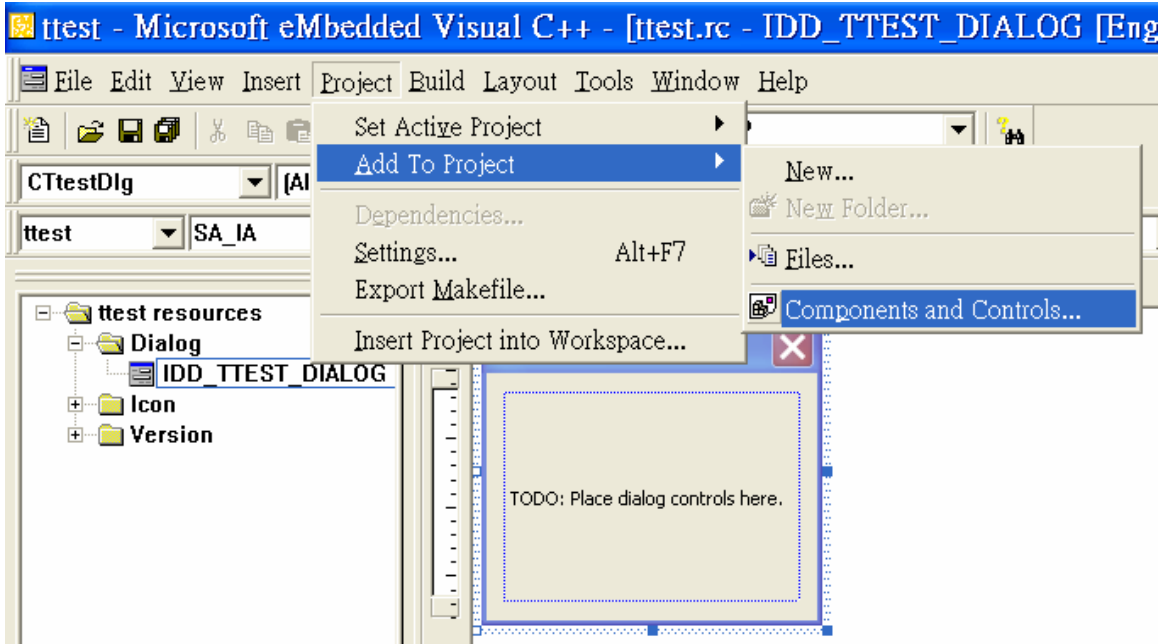 ttest - Microsoft eMbedded Visual C++ - [ttest.rc - IDD_TTEST_DIALOG [Eng
File Edit View Insert Project Build Layout Tools Window Help
Set Active Project
Add To Project
Dependencies...
Settings... Alt+F7
Export Makefile...
Insert Project into Workspace...
New...
New Folder...
Files...
Components and Controls...
CTtestDlg (Al
ttest SA_IA
ttest resources
Dialog
IDD_TTEST_DIALOG
Icon
Version
TODO: Place dialog controls here.